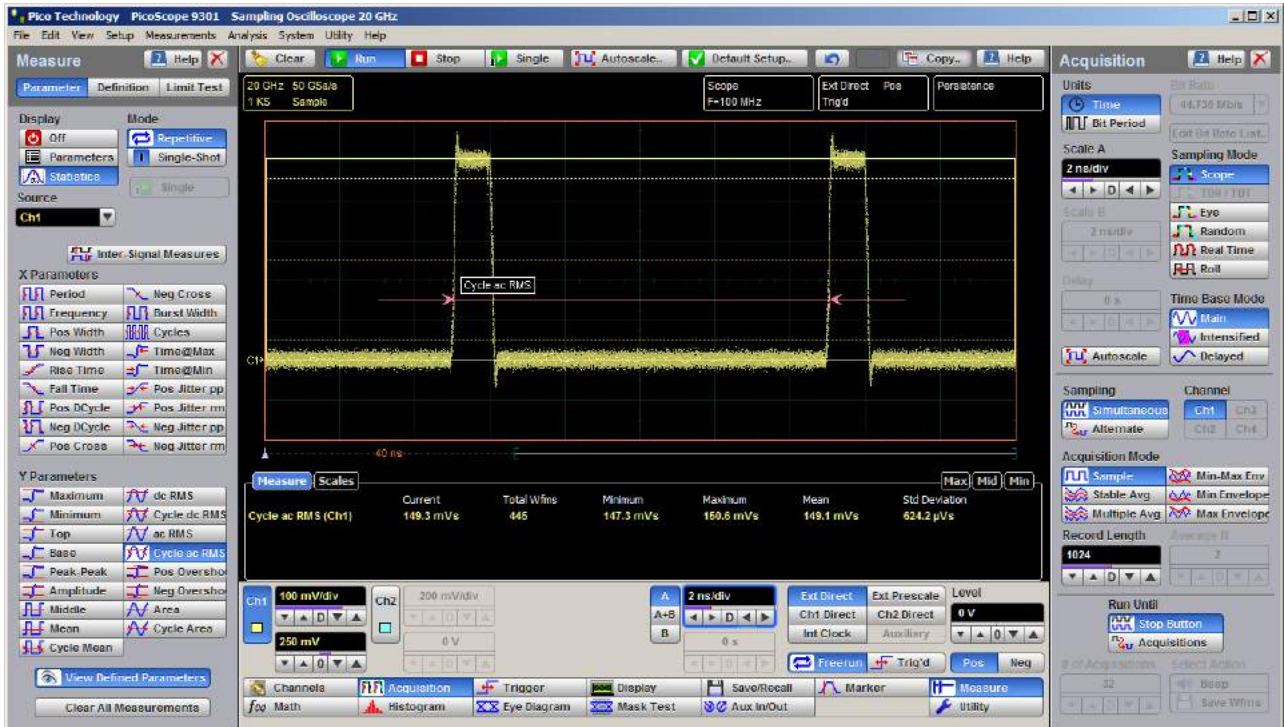 Pico Technology PicoScope 9301 Sampling Oscilloscope 20 GHz
File Edit View Setup Measurements Analysis System Utility Help
Measure Help
Clear Run Stop Single Autoscale.. Default Setup.. Copy.. Help
Acquisition Help
Parameter Definition Limit Test
20 GHz 50 GSa/s
1 KS Sample
Scope
F=100 MHz
Ext Direct Pos
Trig'd
Persistence
Display Mode
Off Repetitive
Parameters Single-Shot
Statistics
Single
Source
Ch1
Inter-Signal Measures
X Parameters
Period Neg Cross
Frequency Burst Width
Pos Width Cycles
Neg Width Time@Max
Rise Time Time@Min
Fall Time Pos Jitter pp
Pos DCycle Pos Jitter rm
Neg DCycle Neg Jitter pp
Pos Cross Neg Jitter rm
Y Parameters
Maximum dc RMS
Minimum Cycle dc RMS
Top ac RMS
Base Cycle ac RMS
Peak-Peak Pos Oversho
Amplitude Neg Oversho
Middle Area
Mean Cycle Area
Cycle Mean
View Defined Parameters
Clear All Measurements
Cycle ac RMS
C1
40 ns
Measure Scales Max Mid Min
Current Total Wfms Minimum Maximum Mean Std Deviation
Cycle ac RMS (Ch1) 149.3 mVs 445 147.3 mVs 150.6 mVs 149.1 mVs 624.2 µVs
Ch1 100 mV/div
250 mV
Ch2 200 mV/div
0 V
A
A+B
B
2 ns/div
0 s
Ext Direct Ext Prescale
Ch1 Direct Ch2 Direct
Int Clock Auxiliary
Level
0 V
Freerun Trig'd Pos Neg
Channels Acquisition Trigger Display Save/Recall Marker Measure
Math Histogram Eye Diagram Mask Test Aux In/Out Utility
Units
Time
Bit Period
Bit Rate
44.736 Mb/s
Edit Bit Rate List..
Scale A
2 ns/div
Scale B
2 ns/div
Delay
0 s
Autoscale
Sampling Mode
Scope
TDR / TDT
Eye
Random
Real Time
Roll
Time Base Mode
Main
Intensified
Delayed
Sampling Channel
Simultaneous Ch1 Ch3
Alternate Ch2 Ch4
Acquisition Mode
Sample Min-Max Env
Stable Avg Min Envelope
Multiple Avg Max Envelope
Record Length
1024
Average N
Run Until
Stop Button
Acquisitions
# of Acquisitions Select Action
32 Beep
Save Wfms